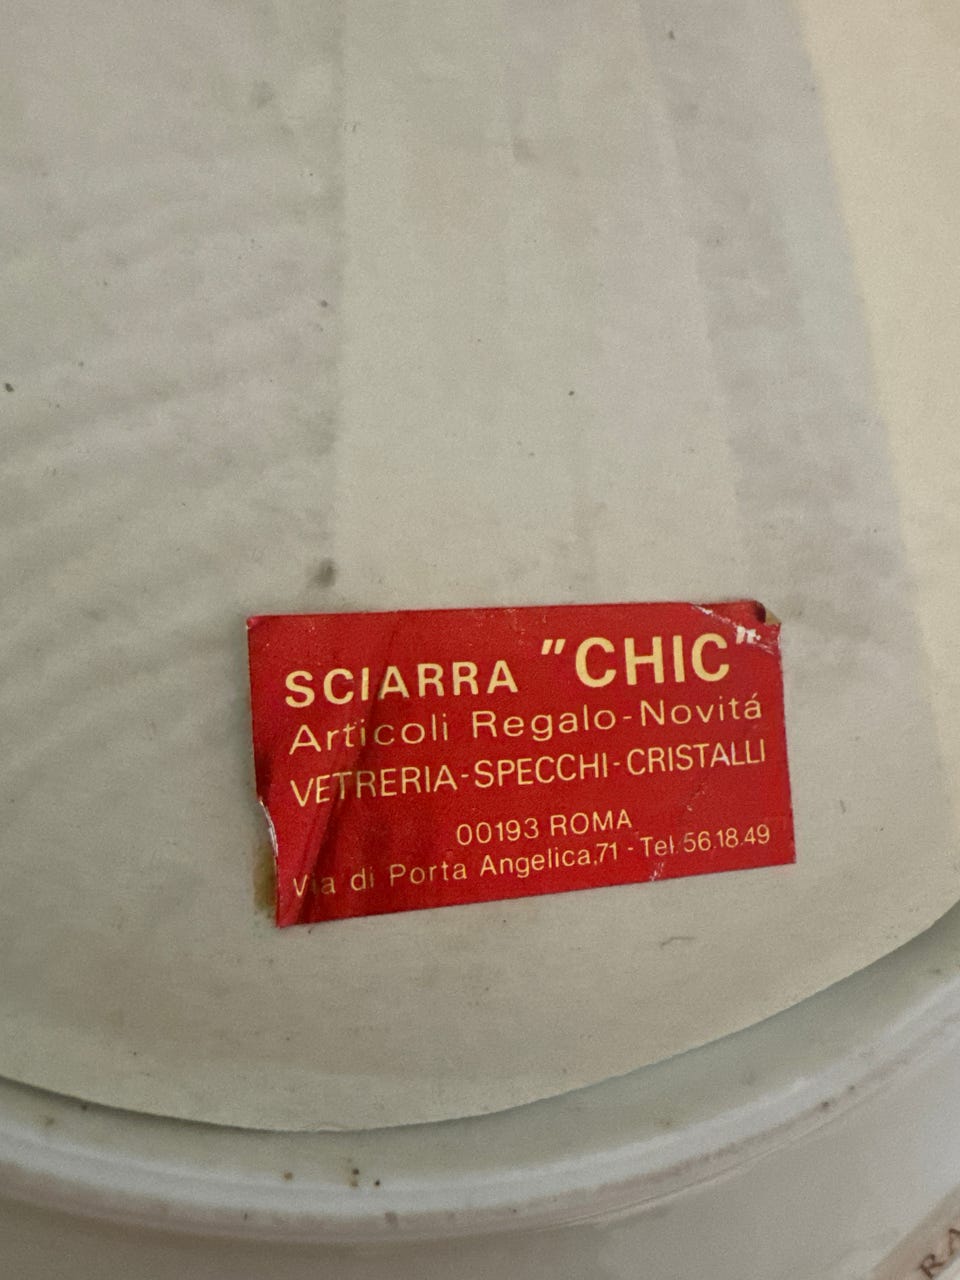 SCIARRA "CHIC"
Articoli Regalo-Novitá
VETRERIA-SPECCHI-CRISTALLI
00193 ROMA
Via di Porta Angelica,71 - Tel. 56.18.49